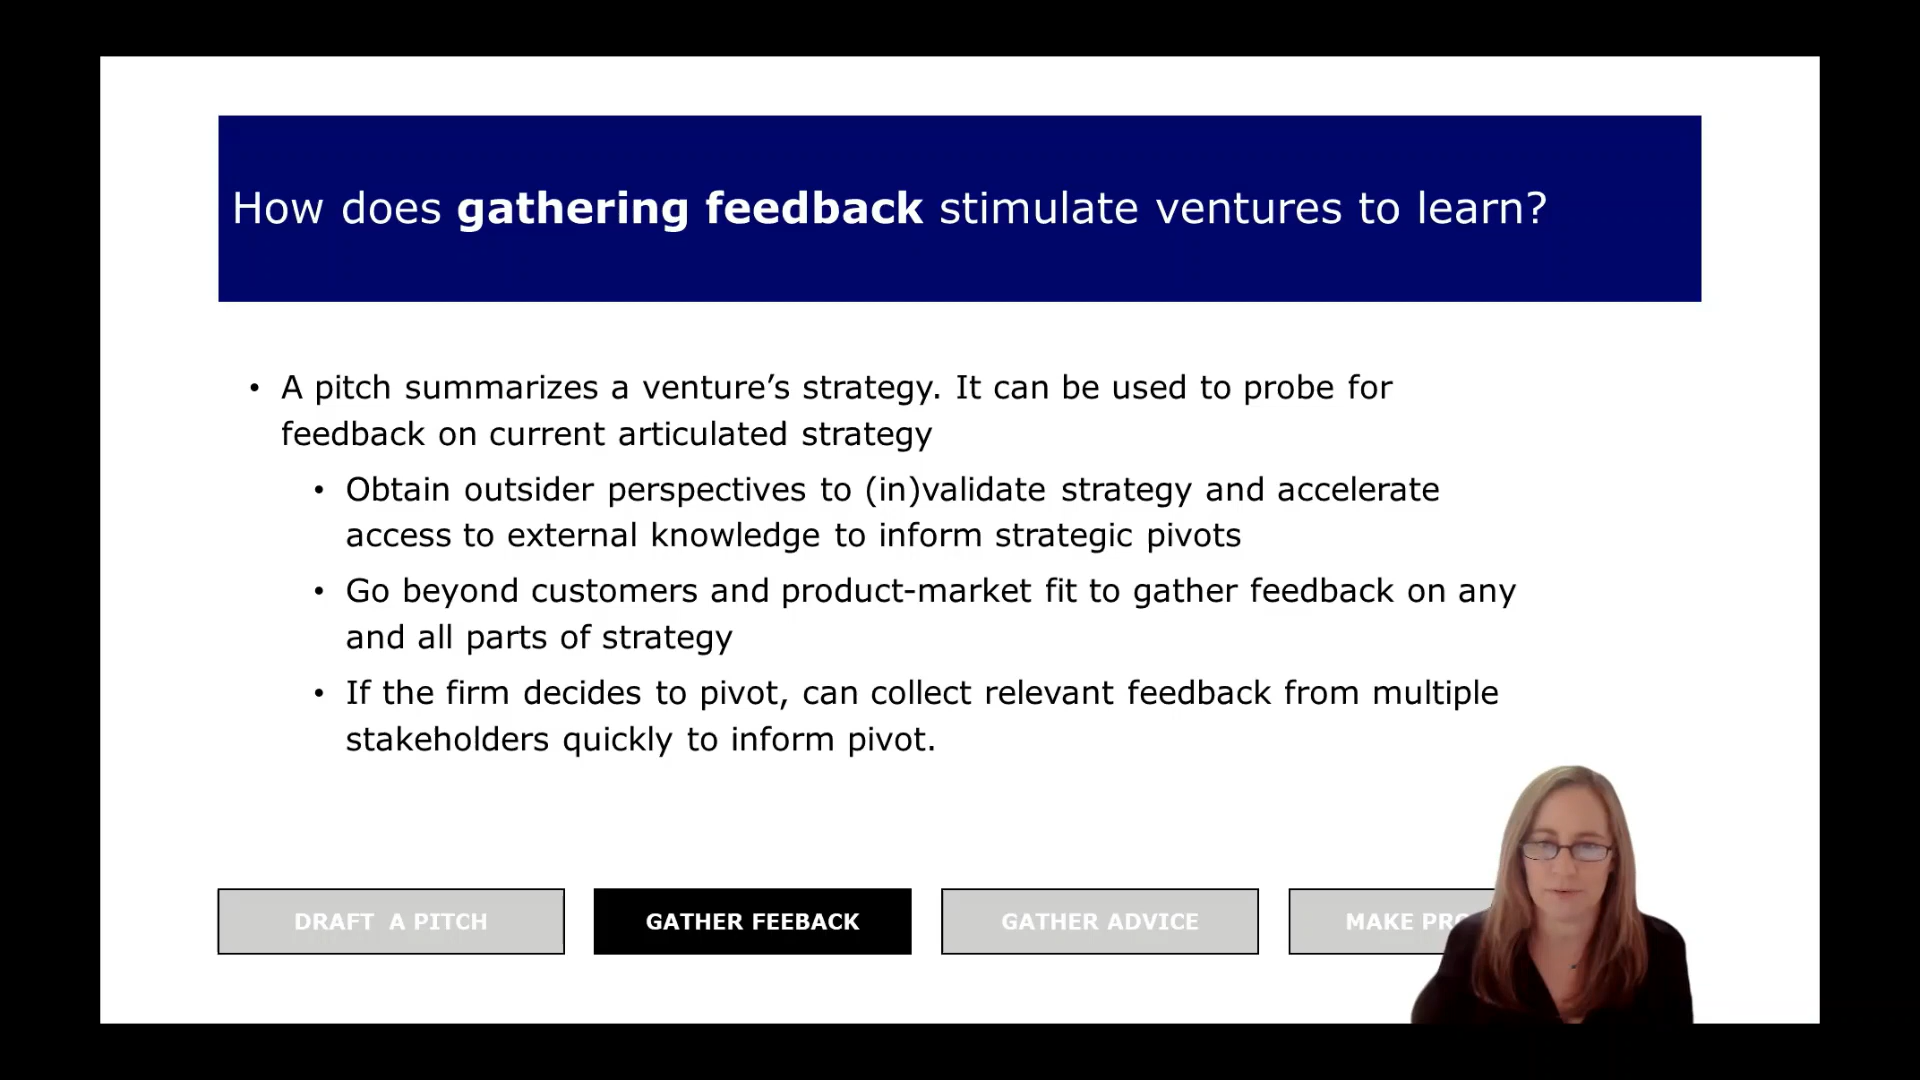 How does gathering feedback stimulate ventures to learn?
• A pitch summarizes a venture’s strategy. It can be used to probe for
feedback on current articulated strategy
• Obtain outsider perspectives to (in)validate strategy and accelerate
access to external knowledge to inform strategic pivots
• Go beyond customers and product-market fit to gather feedback on any
and all parts of strategy
• If the firm decides to pivot, can collect relevant feedback from multiple
stakeholders quickly to inform pivot.
DRAFT A PITCH
GATHER FEEBACK
GATHER ADVICE
MAKE